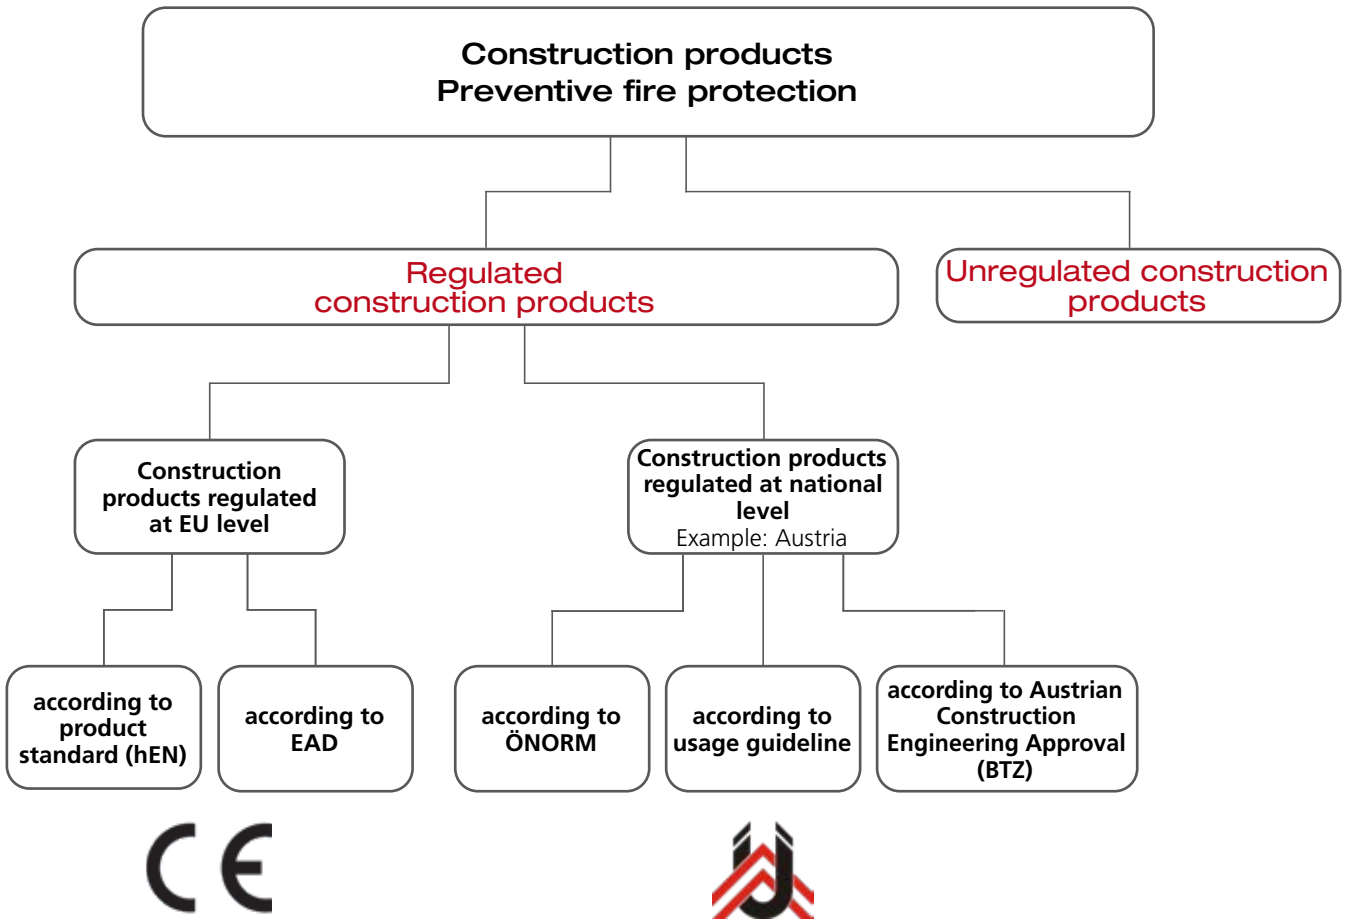 Construction products
Preventive fire protection
Regulated
construction products
Unregulated construction
products
Construction
products regulated
at EU level
Construction products
regulated at national
level
Example: Austria
according to
product
standard (hEN)
according to
EAD
according to
ÖNORM
according to
usage guideline
according to Austrian
Construction
Engineering Approval
(BTZ)
CE